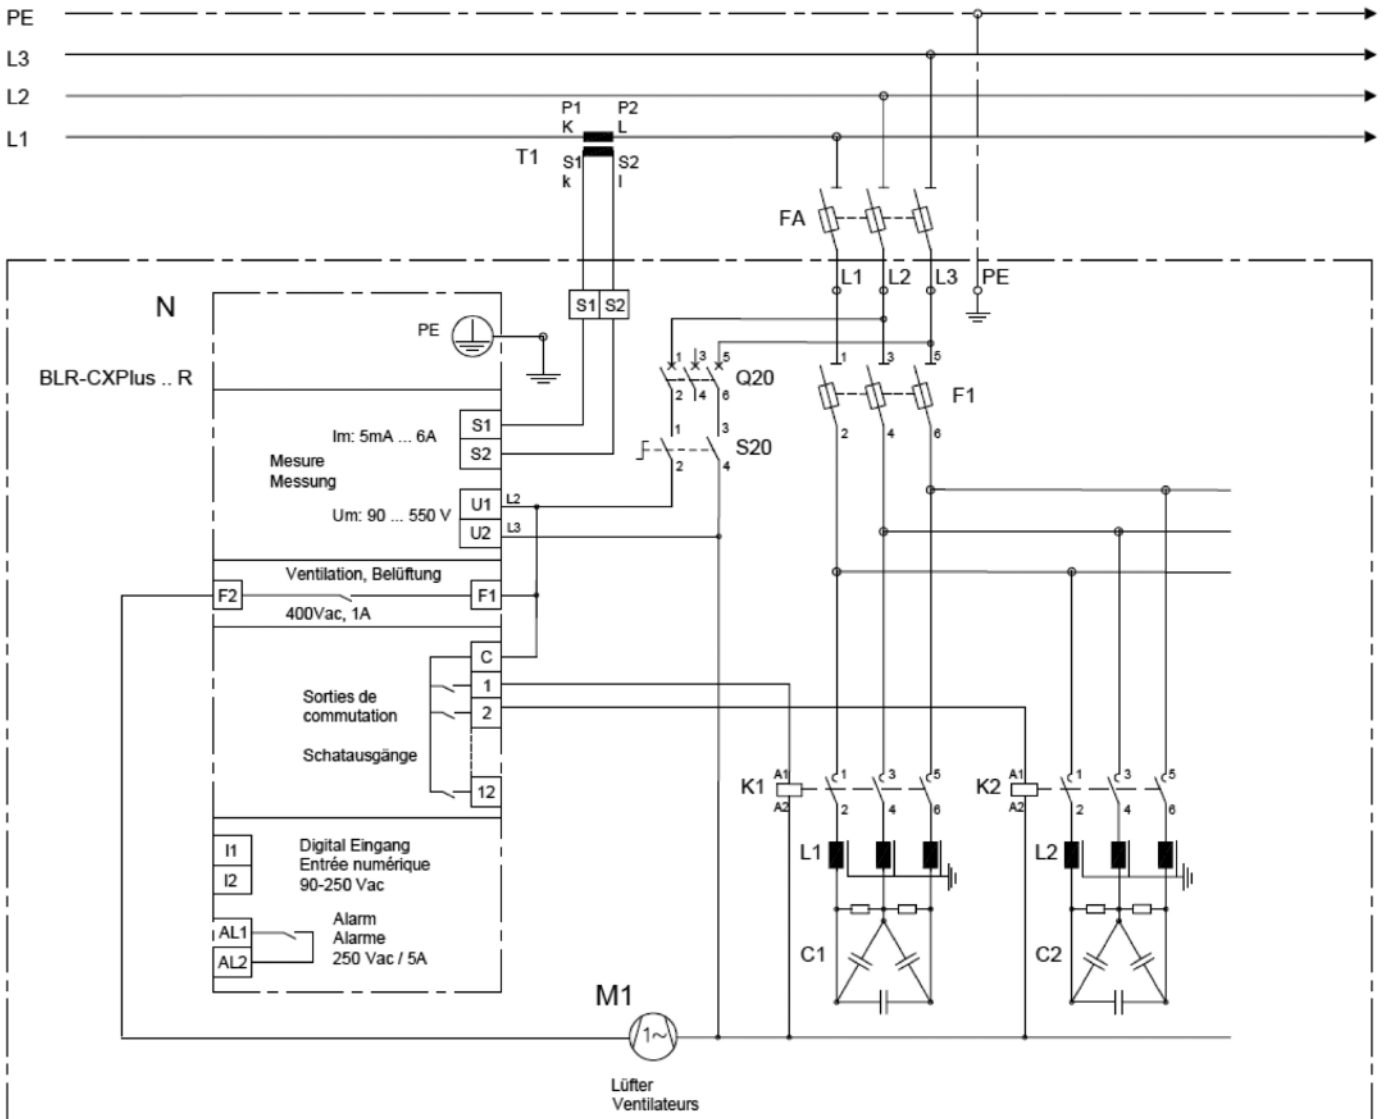 PE
L3
L2
L1
P1 P2
K L
T1
S1 S2
k l
FA
L1 L2 L3 PE
N
S1 S2
PE
BLR-CXPlus .. R
1 3 5
Q20
2 4 6
1 3 5
F1
2 4 6
1 3
S20
2 4
Im: 5mA ... 6A
S1
S2
Mesure
Messung
Um: 90 ... 550 V
U1 L2
U2 L3
Ventilation, Belüftung
F2 F1
400Vac, 1A
C
1
2
Sorties de
commutation
Schatausgänge
12
K1 A1 A2
1 3 5
2 4 6
K2 A1 A2
1 3 5
2 4 6
I1
I2
Digital Eingang
Entrée numérique
90-250 Vac
L1
L2
AL1
AL2
Alarm
Alarme
250 Vac / 5A
C1
C2
M1
1~
Lüfter
Ventilateurs